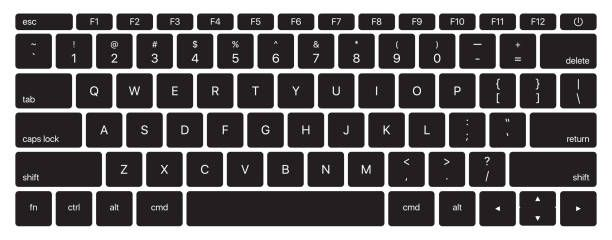 esc F1 F2 F3 F4 F5 F6 F7 F8 F9 F10 F11 F12
~ ! @ # $ % ^ & * ( ) — +
` 1 2 3 4 5 6 7 8 9 0 - = delete
tab Q W E R T Y U I O P { [ } ] | \
caps lock A S D F G H J K L : ; “ ‘ return
shift Z X C V B N M < , > . ? / shift
fn ctrl alt cmd cmd alt ◄ ▲ ▼ ►